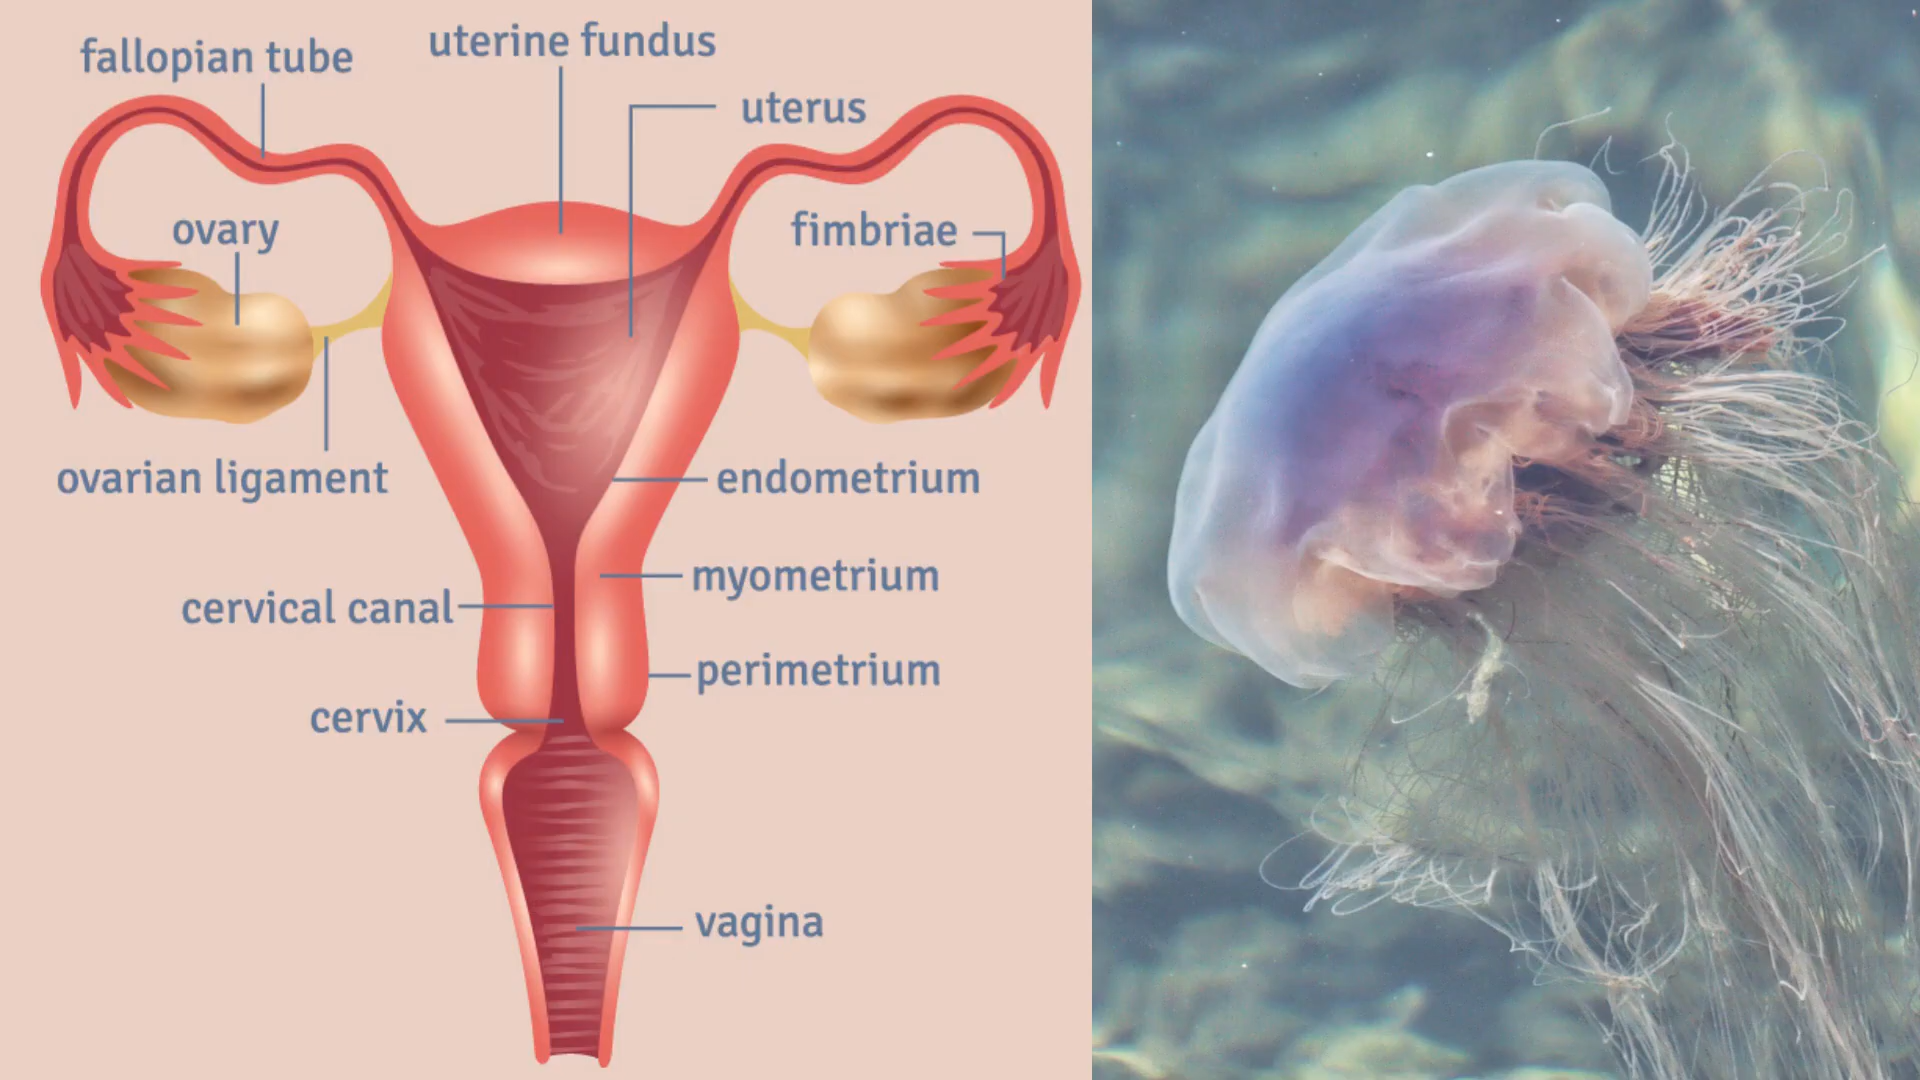 fallopian tube
uterine fundus
uterus
ovary
fimbriae
ovarian ligament
endometrium
myometrium
cervical canal
perimetrium
cervix
vagina